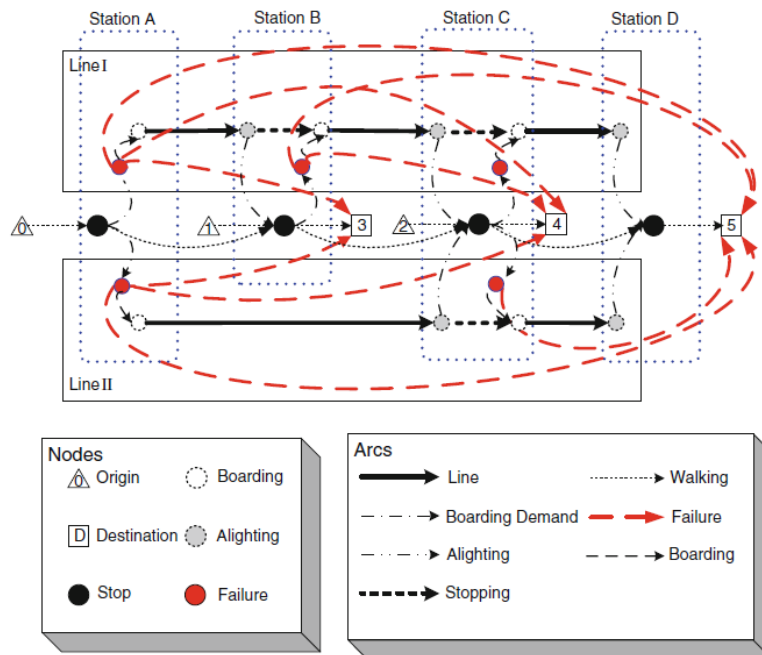 Station A Station B Station C Station D
Line I
0 1 3 2 4 5
Line II
Nodes
0 Origin Boarding
D Destination Alighting
Stop Failure
Arcs
Line Walking
Boarding Demand Failure
Alighting Boarding
Stopping